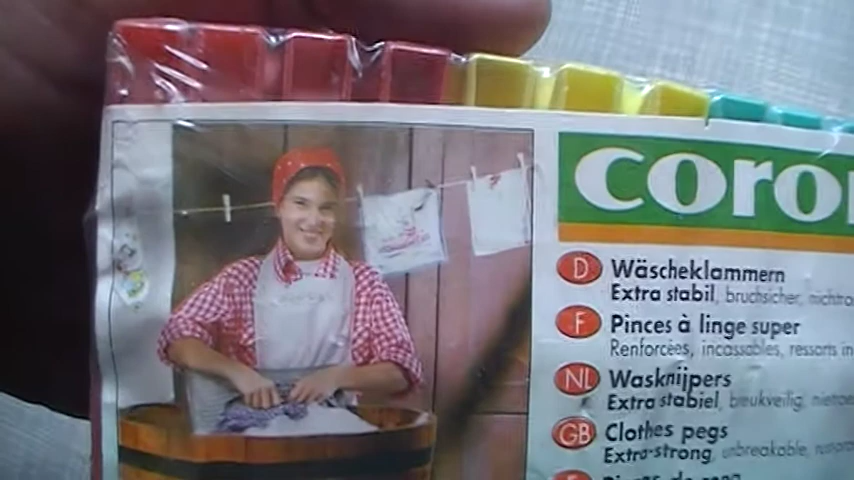 coro
D Wäscheklammern
Extra stabil, bruchsicher,
F Pinces à linge super
Renforcées, incassables, ressorts
NL Wasknijpers
Extra stabiel, breukveilig,
GB Clothes pegs
Extra-strong, unbreakable,